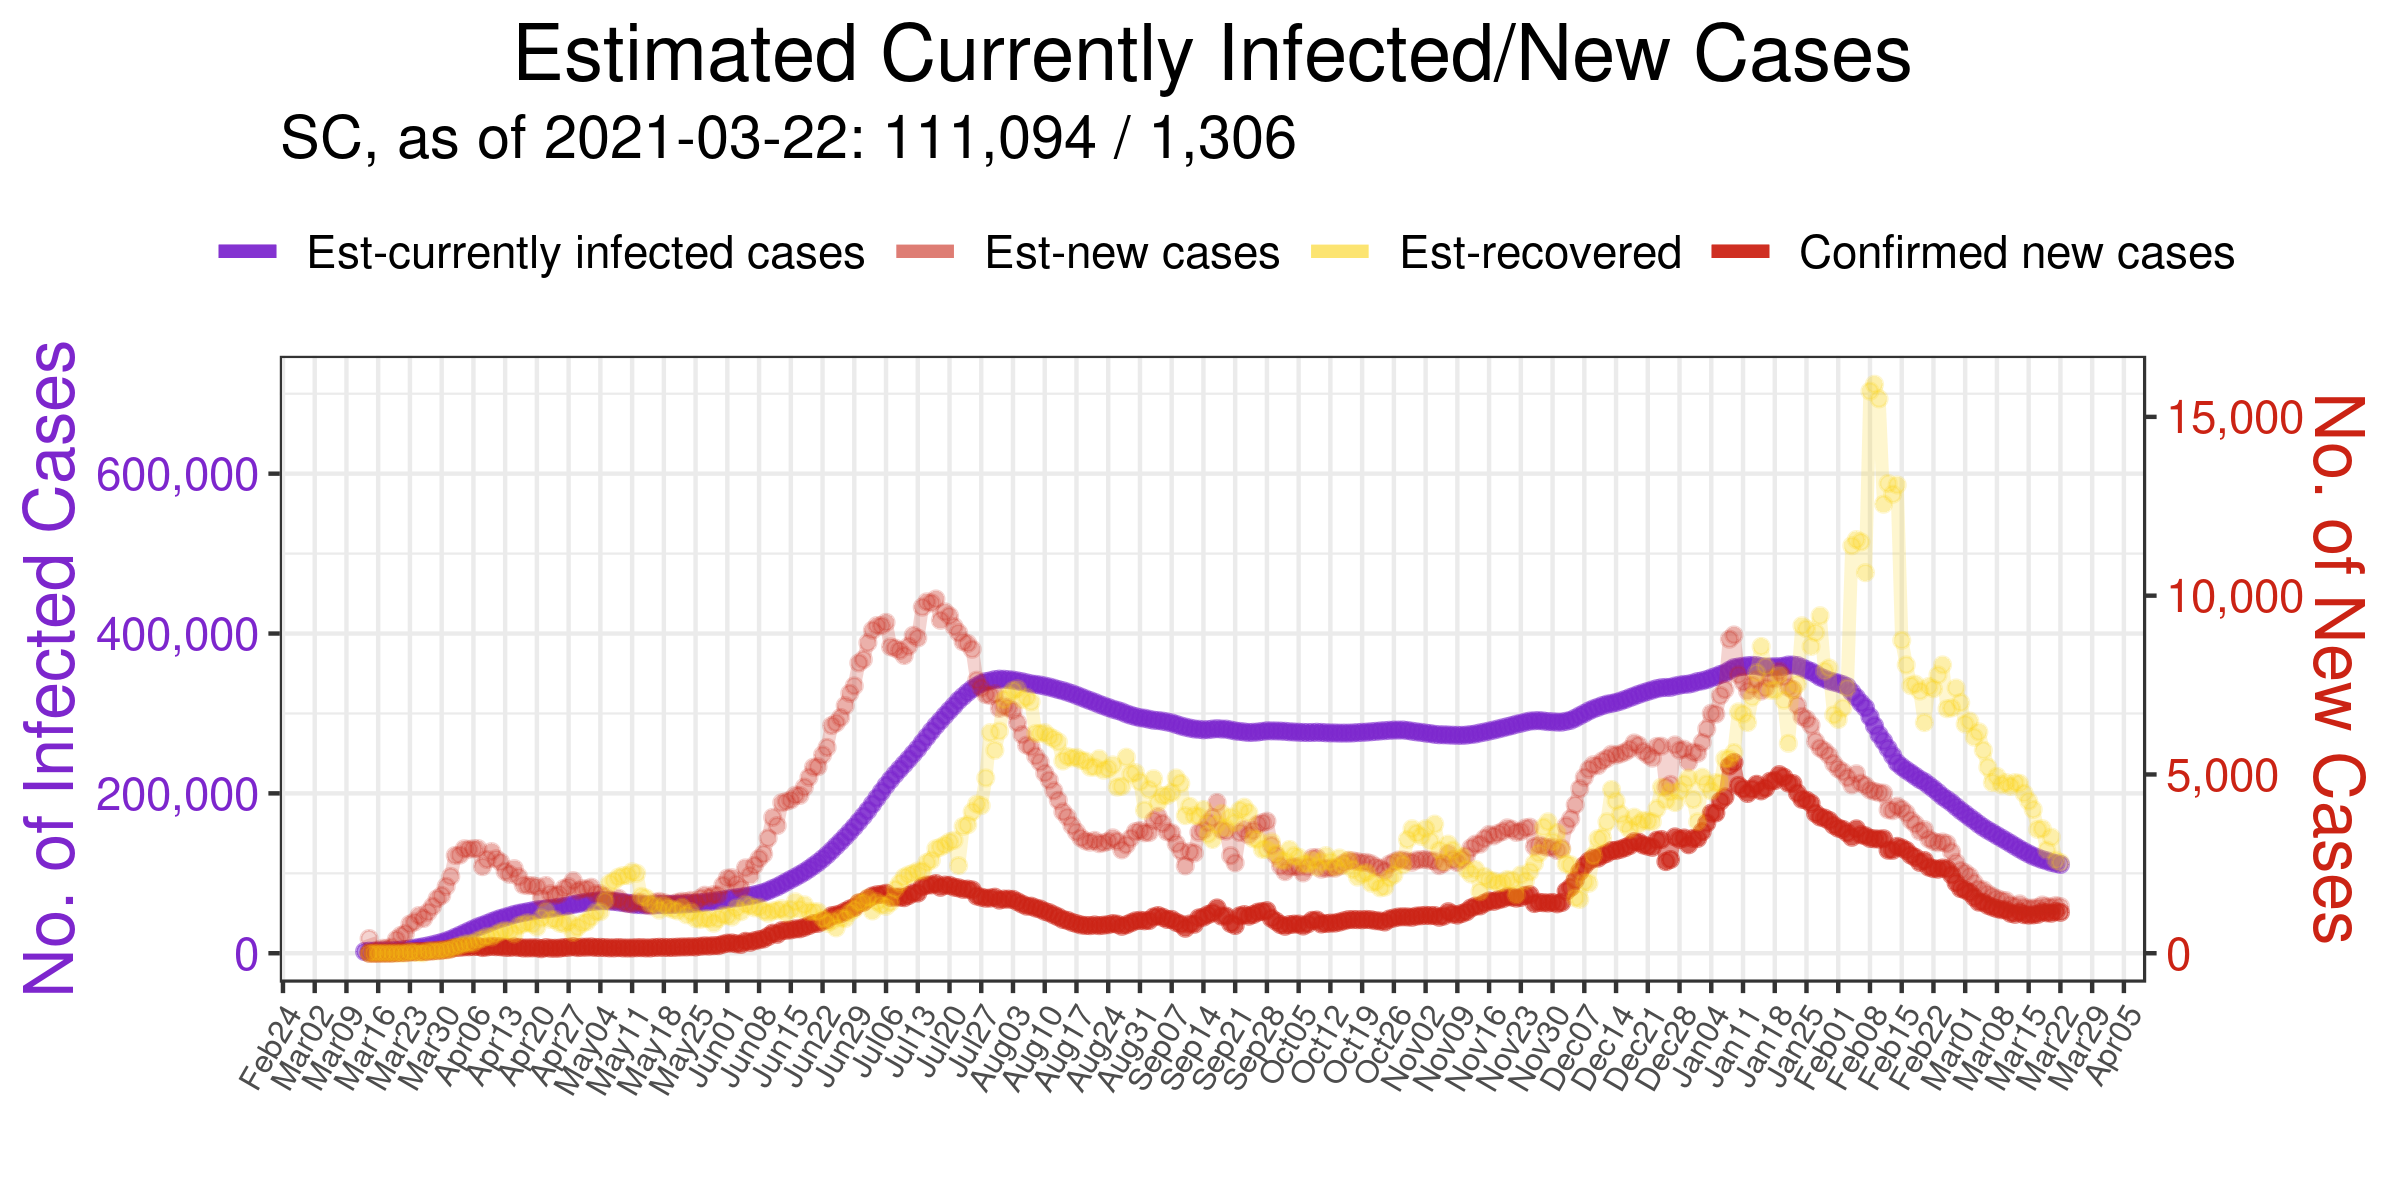 Estimated Currently Infected/New Cases
SC, as of 2021-03-22: 111,094 / 1,306
Est-currently infected cases Est-new cases Est-recovered Confirmed new cases
No. of Infected Cases
600,000
400,000
200,000
0
15,000
10,000
5,000
0
No. of New Cases
Feb24 Mar02 Mar09 Mar16 Mar23 Mar30 Apr06 Apr13 Apr20 Apr27 May04 May11 May18 May25 Jun01 Jun08 Jun15 Jun22 Jun29 Jul06 Jul13 Jul20 Jul27 Aug03 Aug10 Aug17 Aug24 Aug31 Sep07 Sep14 Sep21 Sep28 Oct05 Oct12 Oct19 Oct26 Nov02 Nov09 Nov16 Nov23 Nov30 Dec07 Dec14 Dec21 Dec28 Jan04 Jan11 Jan18 Jan25 Feb01 Feb08 Feb15 Feb22 Mar01 Mar08 Mar15 Mar22 Mar29 Apr05